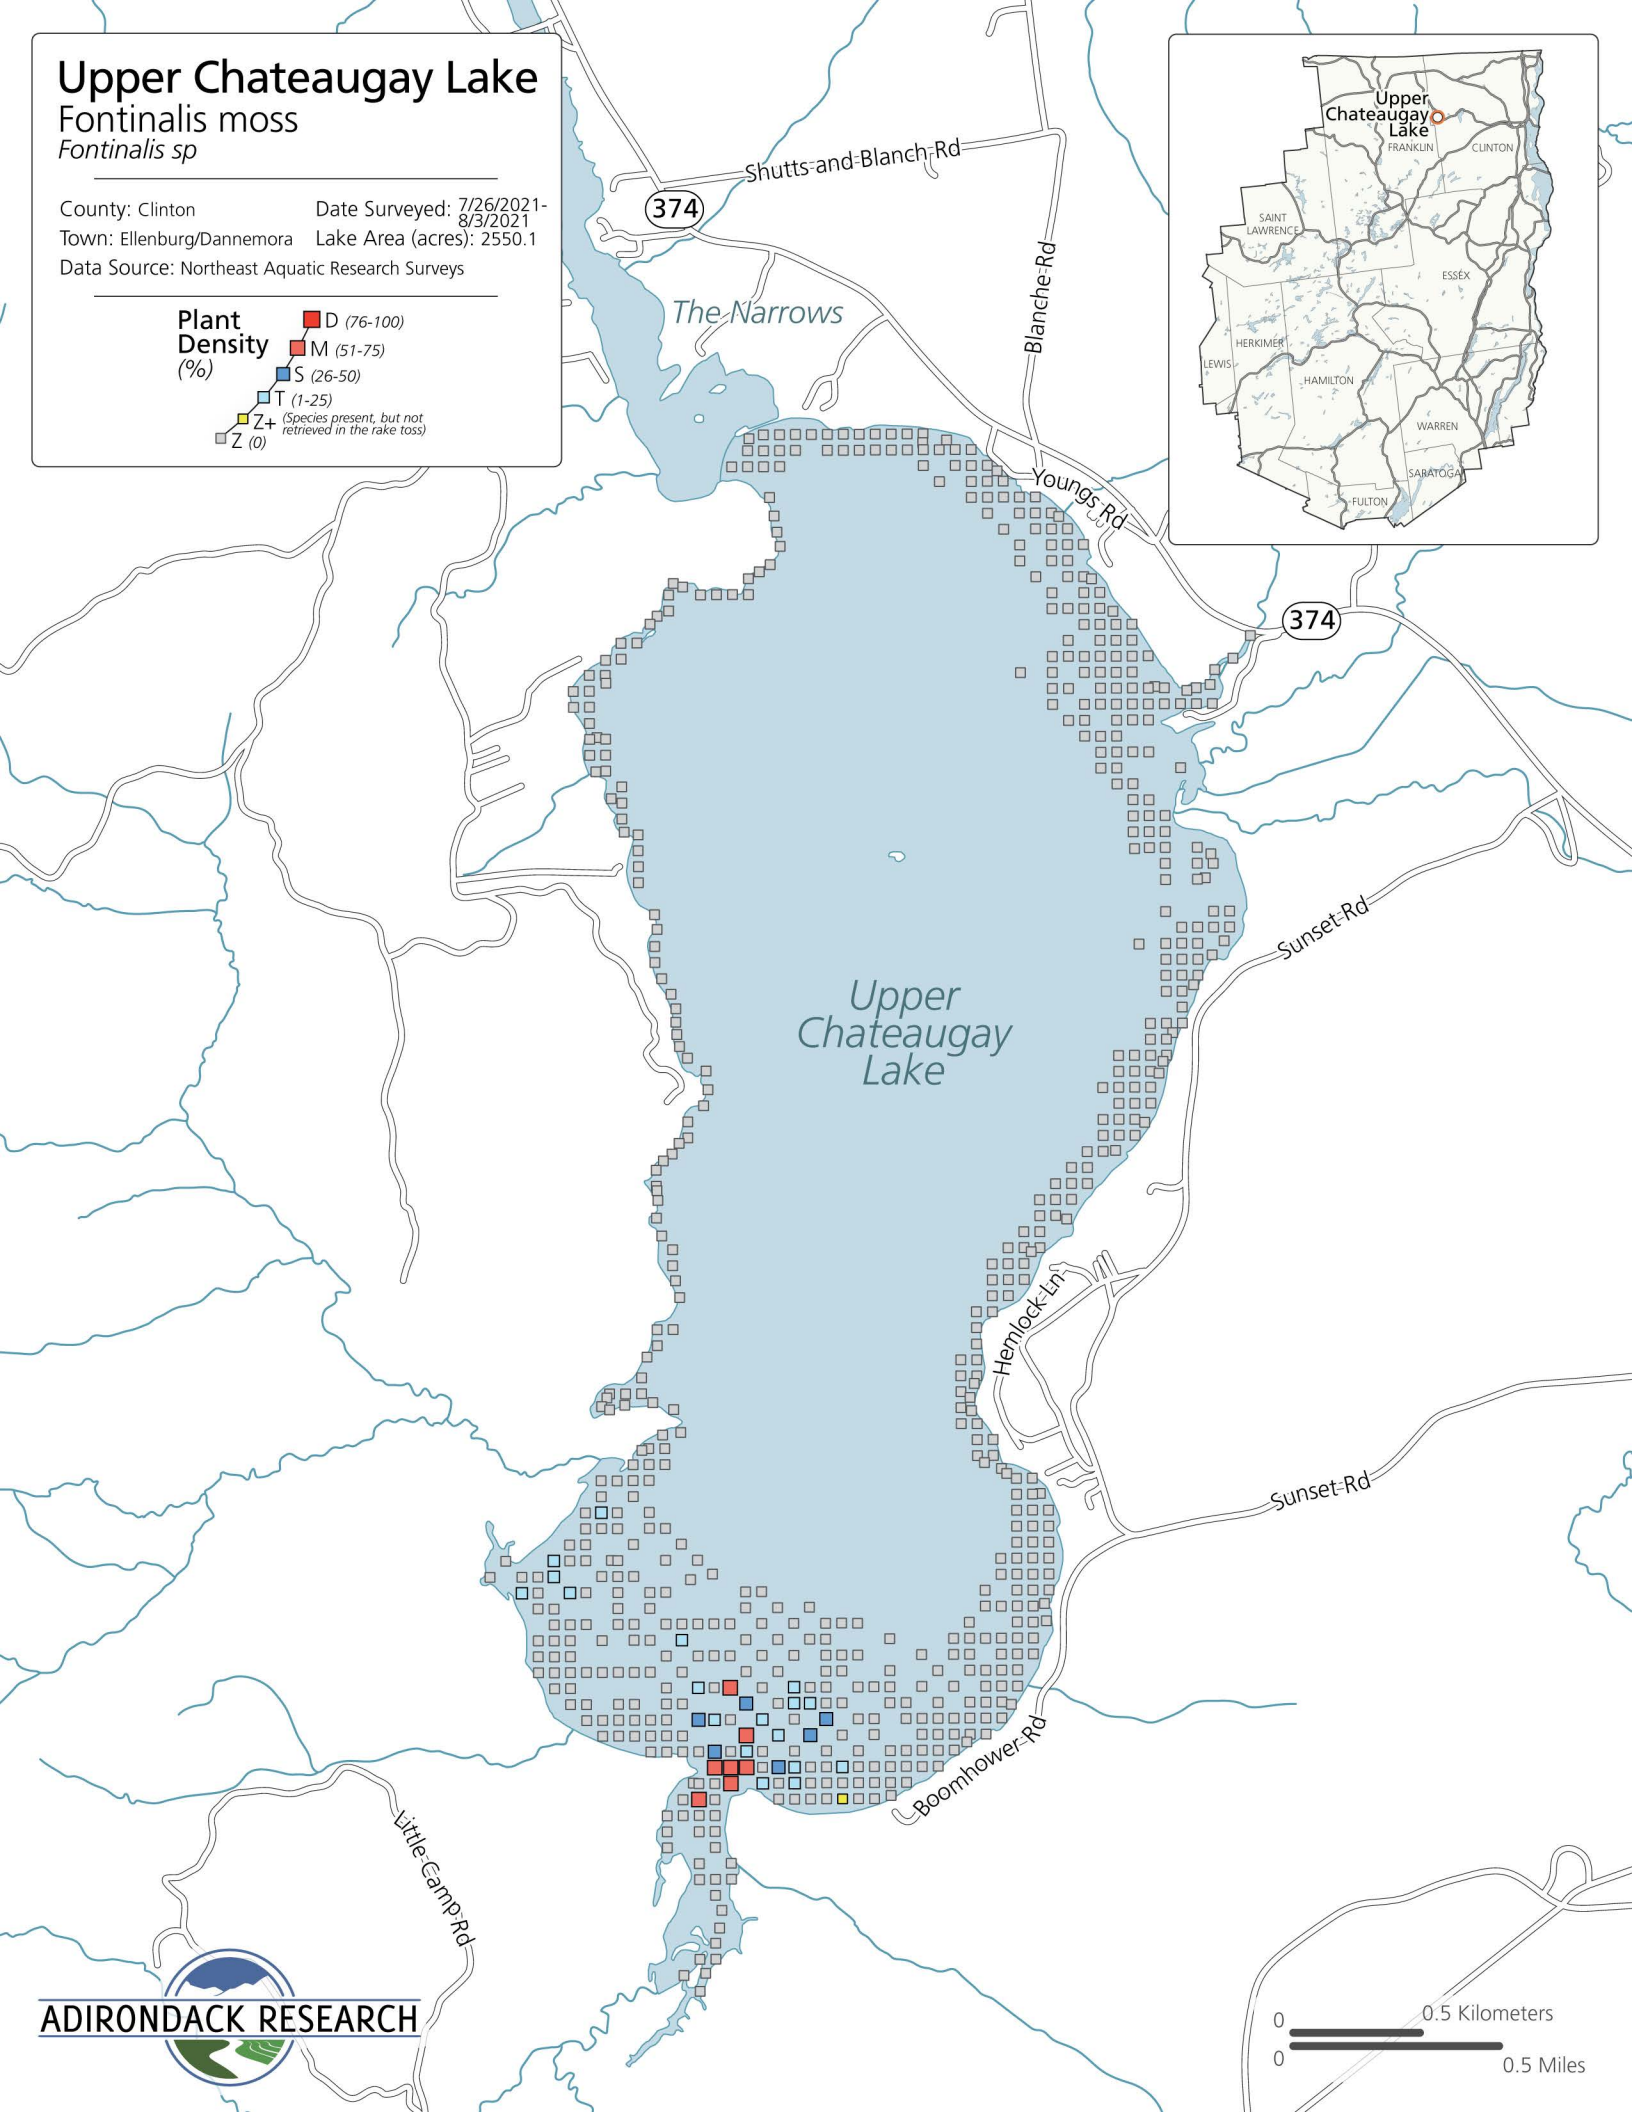 Upper Chateaugay Lake
Fontinalis moss
Fontinalis sp
County: Clinton
Date Surveyed: 7/26/2021-
8/3/2021
Town: Ellenburg/Dannemora
Lake Area (acres): 2550.1
Data Source: Northeast Aquatic Research Surveys
Plant
Density
(%)
D (76-100)
M (51-75)
S (26-50)
T (1-25)
Z+ (Species present, but not
retrieved in the rake toss)
Z (0)
Upper
Chateaugay
Lake
FRANKLIN
CLINTON
SAINT
LAWRENCE
ESSEX
HERKIMER
LEWIS
HAMILTON
WARREN
SARATOGA
FULTON
Shutts and Blanch Rd
374
Blanche Rd
The Narrows
Youngs Rd
374
Sunset Rd
Upper
Chateaugay
Lake
Hemlock Ln
Sunset Rd
Boomhower Rd
Little Camp Rd
ADIRONDACK RESEARCH
0
0.5 Kilometers
0
0.5 Miles